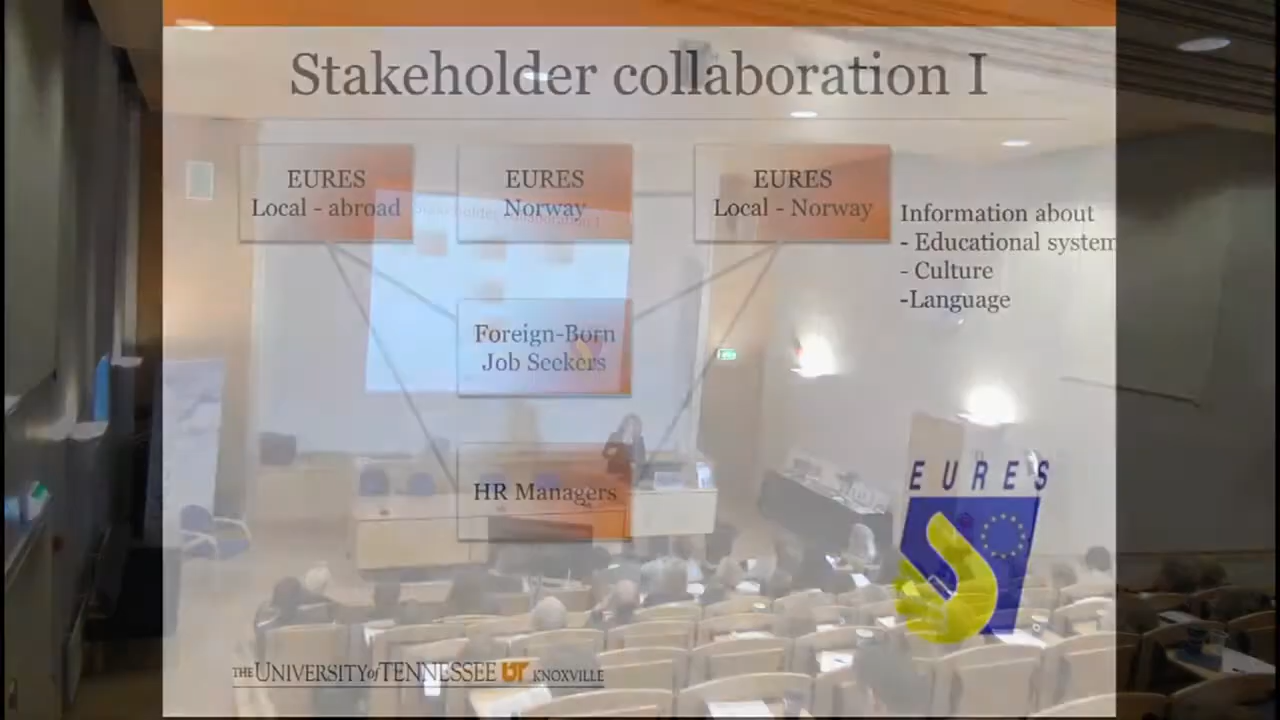 Stakeholder collaboration I
EURES
Local - abroad
EURES
Norway
EURES
Local - Norway
Information about
- Educational system
- Culture
-Language
Foreign-Born
Job Seekers
HR Managers
EURES
THE UNIVERSITY of TENNESSEE UT KNOXVILLE